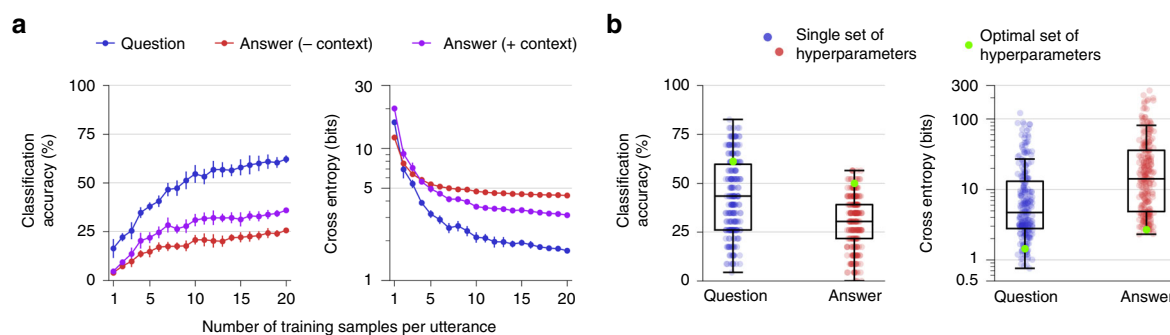 a
Question
Answer (– context)
Answer (+ context)
Classification
accuracy (%)
100
75
50
25
0
1
5
10
15
20
Cross entropy (bits)
30
10
5
1
1
5
10
15
20
Number of training samples per utterance
b
Single set of
hyperparameters
Optimal set of
hyperparameters
Classification
accuracy (%)
100
75
50
25
0
Question
Answer
Cross entropy (bits)
300
100
10
1
0.5
Question
Answer